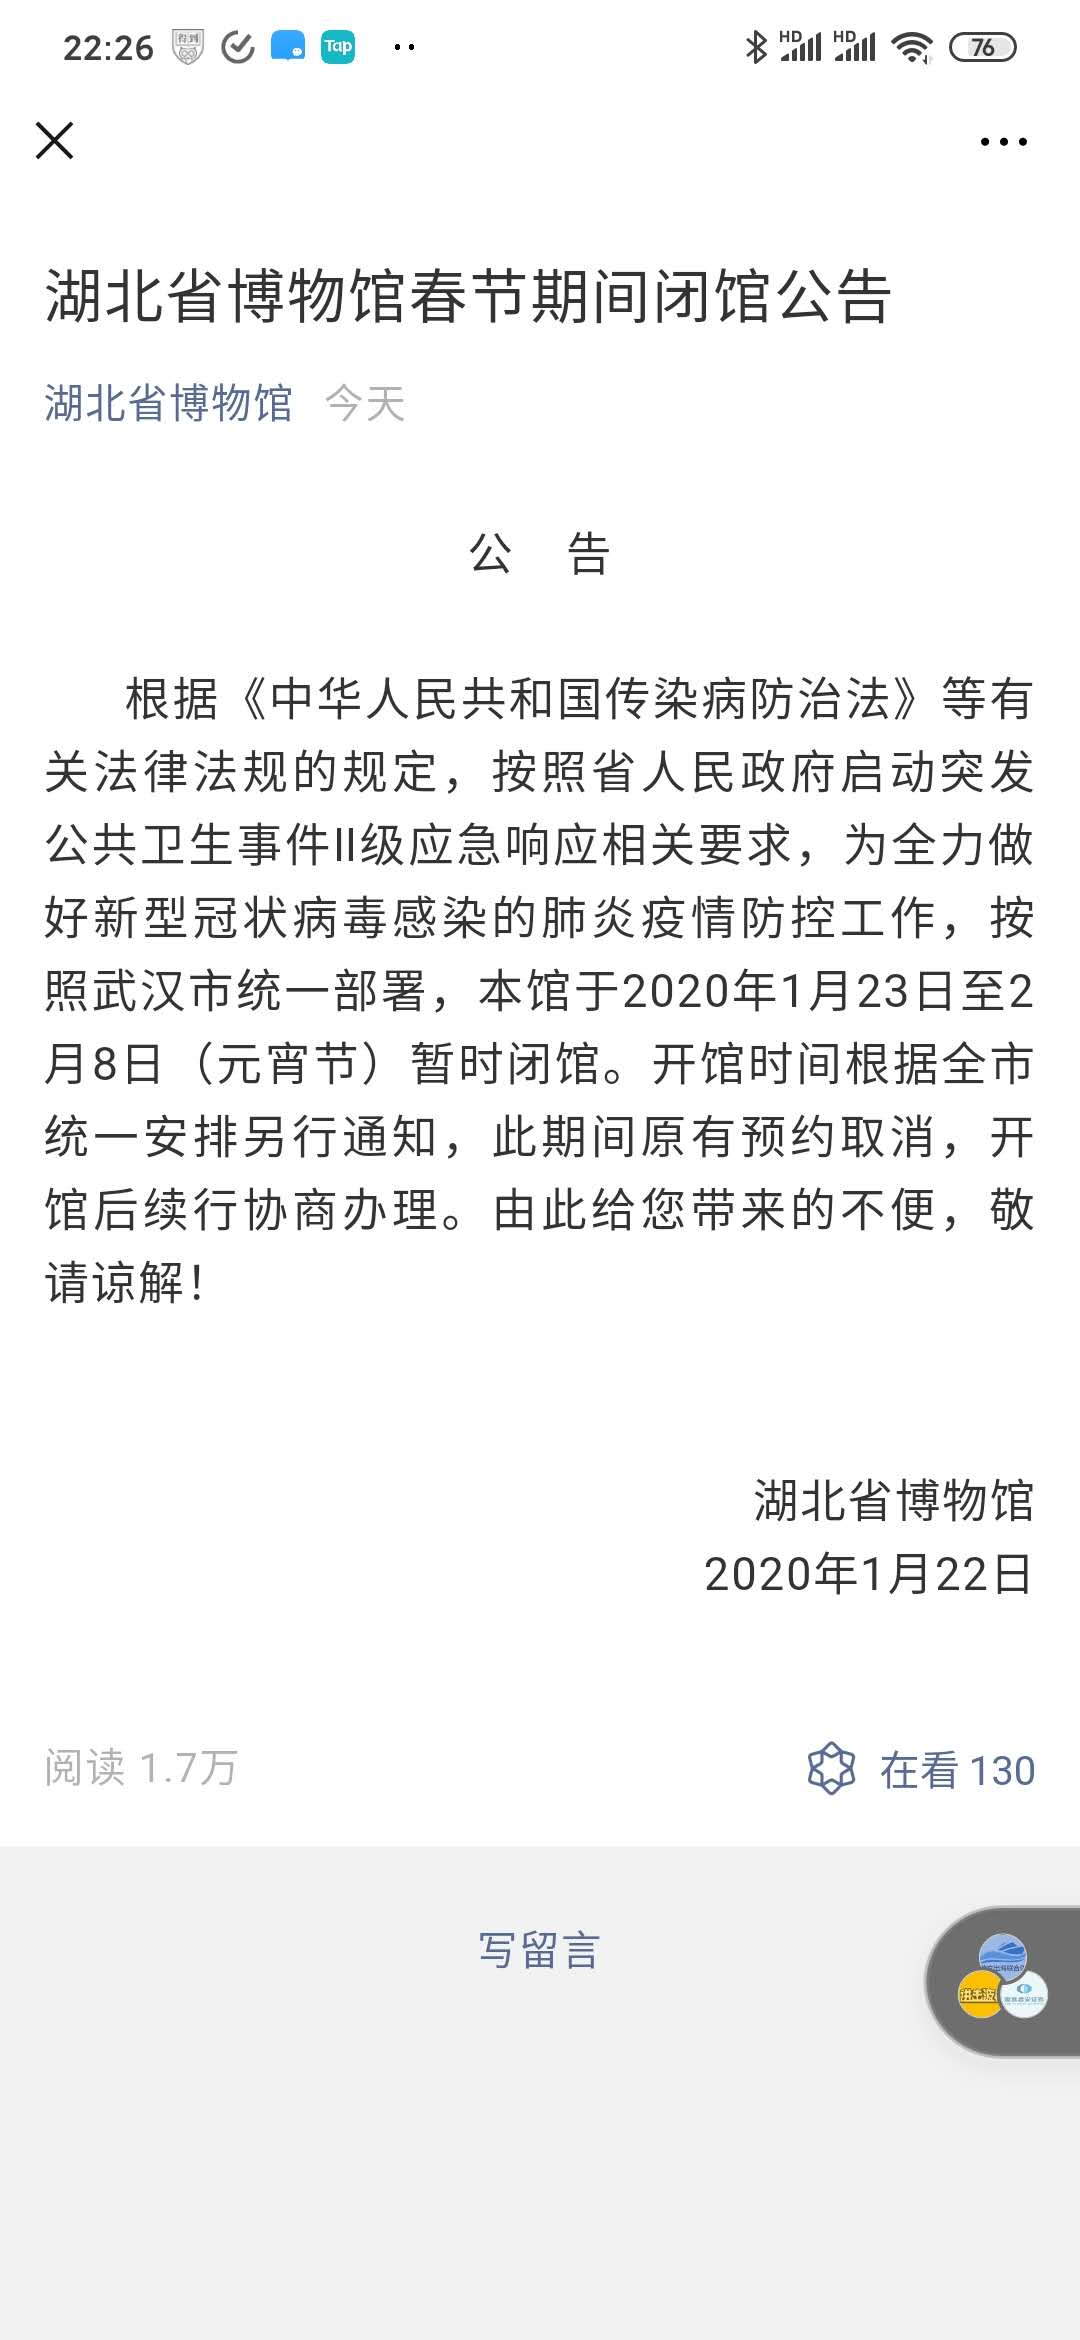 22:26
得到
Tap
HD
HD
76
湖北省博物馆春节期间闭馆公告
湖北省博物馆 今天
公 告
根据《中华人民共和国传染病防治法》等有
关法律法规的规定，按照省人民政府启动突发
公共卫生事件II级应急响应相关要求，为全力做
好新型冠状病毒感染的肺炎疫情防控工作，按
照武汉市统一部署，本馆于2020年1月23日至2
月8日（元宵节）暂时闭馆。开馆时间根据全市
统一安排另行通知，此期间原有预约取消，开
馆后续行协商办理。由此给您带来的不便，敬
请谅解！
湖北省博物馆
2020年1月22日
阅读 1.7万
在看 130
写留言